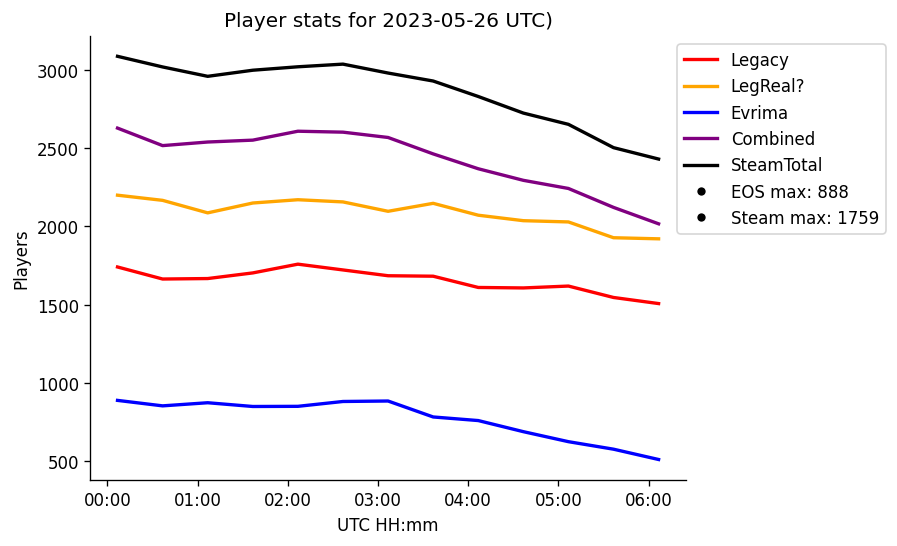 Player stats for 2023-05-26 UTC)
3000
2500
2000
1500
1000
500
Players
00:00 01:00 02:00 03:00 04:00 05:00 06:00
UTC HH:mm
Legacy
LegReal?
Evrima
Combined
SteamTotal
EOS max: 888
Steam max: 1759